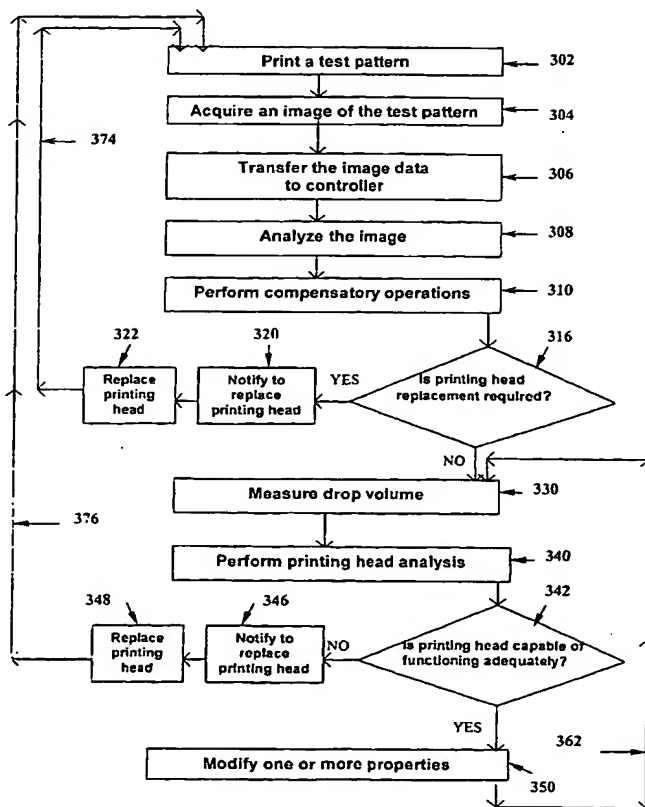 Print a test pattern
302
Acquire an image of the test pattern
304
374
Transfer the image data
to controller
306
Analyze the image
308
Perform compensatory operations
310
322
320
316
Replace
printing
head
Notify to
replace
printing head
YES
Is printing head
replacement required?
NO
Measure drop volume
330
376
Perform printing head analysis
340
348
346
342
Replace
printing
head
Notify to
replace
printing head
NO
Is printing head capable of
functioning adequately?
YES
362
Modify one or more properties
350